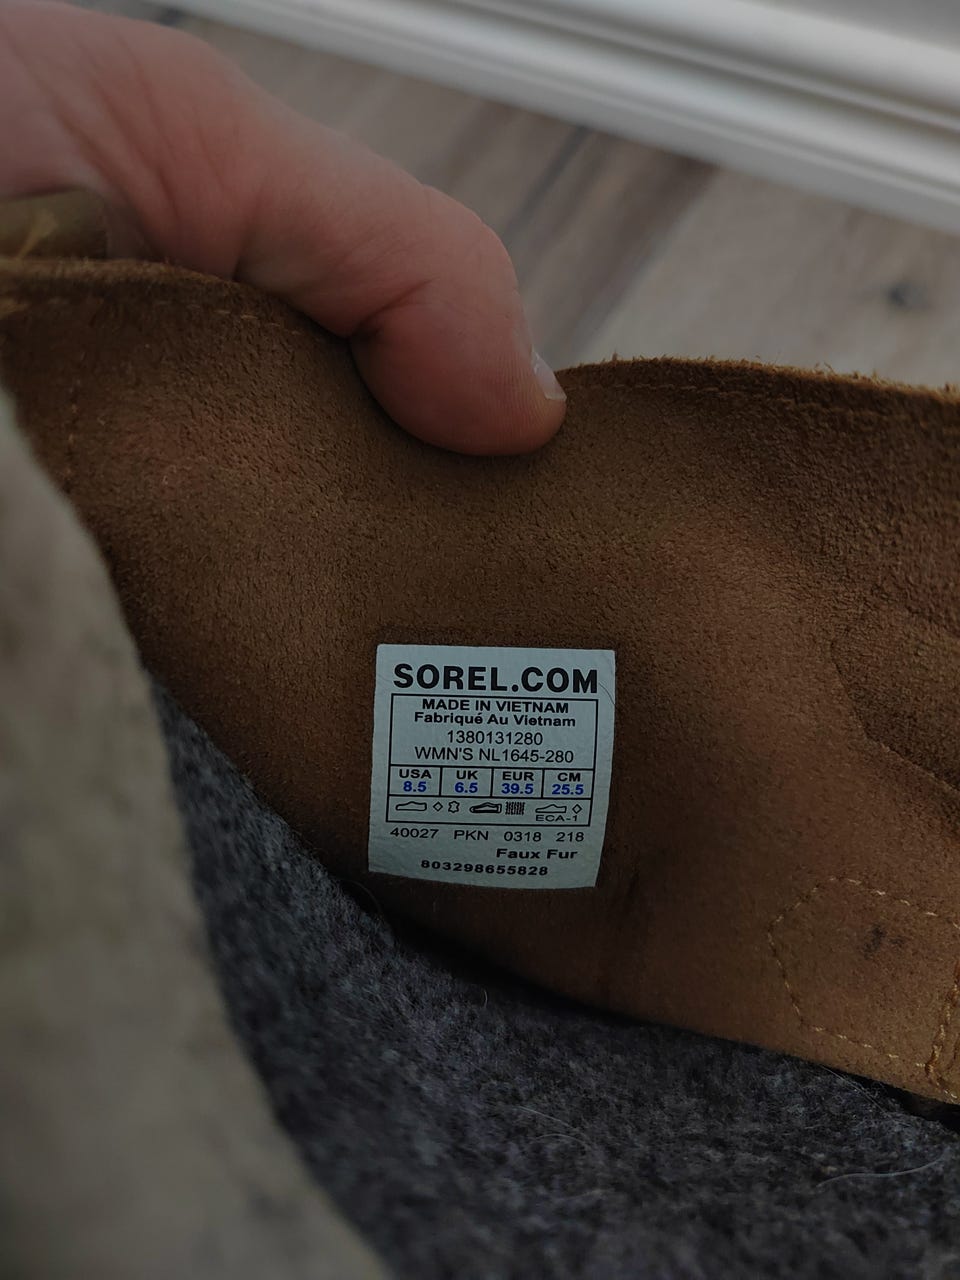 SOREL.COM
MADE IN VIETNAM
Fabriqué Au Vietnam
1380131280
WMN'S NL1645-280
USA UK EUR CM
8.5 6.5 39.5 25.5
ECA-1
40027 PKN 0318 218
Faux Fur
803298655828